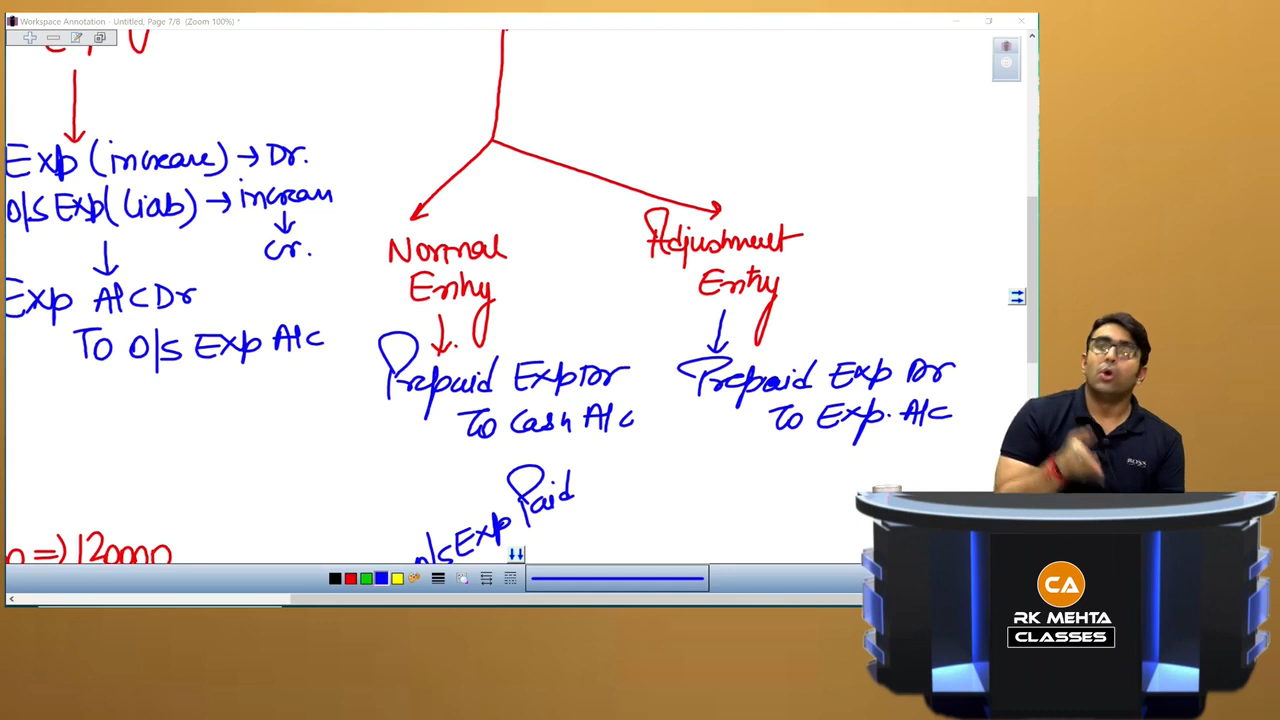 Workspace Annotation - Untitled, Page 7/8 (Zoom 100%) *
Exp (increase) → Dr.
O/S Exp (liab) → increase
↓
Cr.
Exp A/C Dr
To O/S Exp A/C
Normal
Entry
Prepaid Exp Dr
To Cash A/C
Adjustment
Entry
Prepaid Exp Dr
To Exp. A/C
O/S Exp Paid
=) 12000
BOSS
CA
RK MEHTA
CLASSES